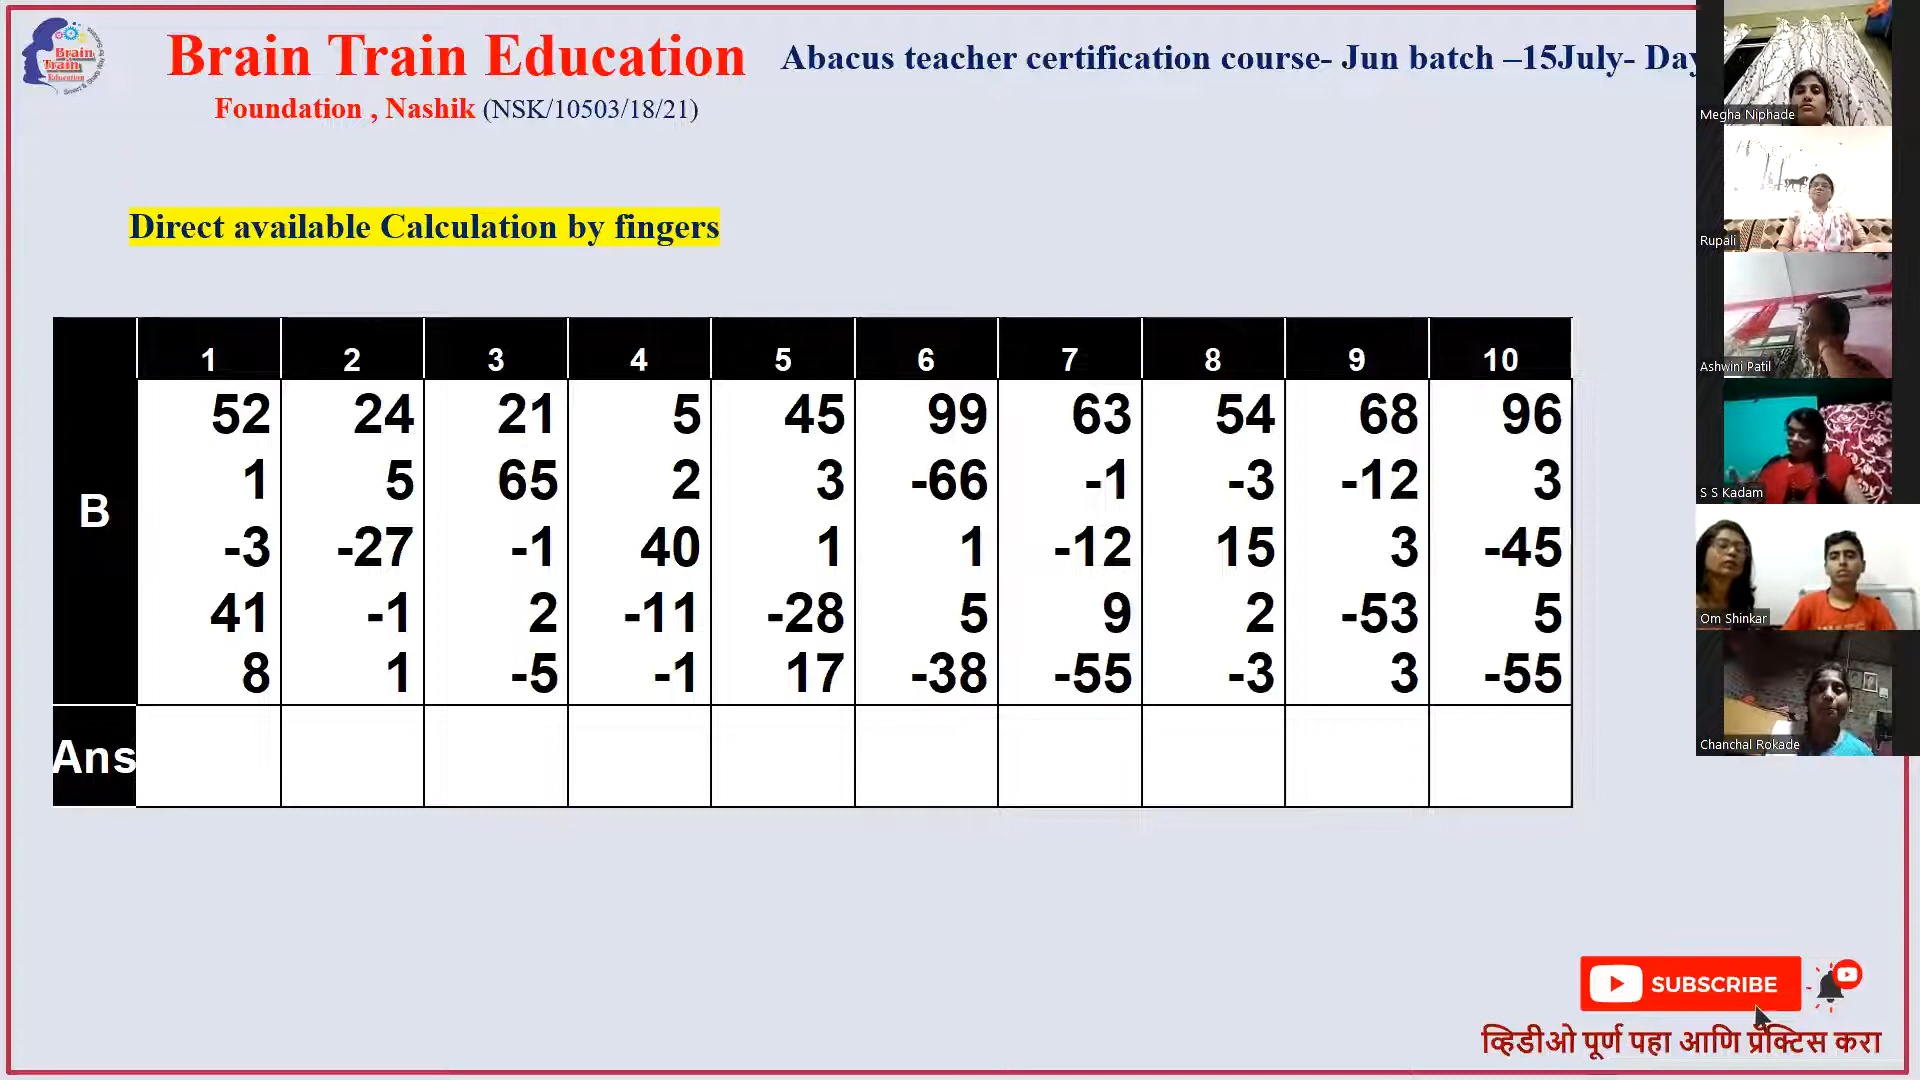 Brain Train Education
Abacus teacher certification course- Jun batch –15July- Day
Foundation , Nashik (NSK/10503/18/21)
Brain
Train
Education
Direct available Calculation by fingers
1 2 3 4 5 6 7 8 9 10
52 24 21 5 45 99 63 54 68 96
1 5 65 2 3 -66 -1 -3 -12 3
B
-3 -27 -1 40 1 1 -12 15 3 -45
41 -1 2 -11 -28 5 9 2 -53 5
8 1 -5 -1 17 -38 -55 -3 3 -55
Ans
Megha Niphade
Rupali
Ashwini Patil
S S Kadam
Om Shinkar
Chanchal Rokade
SUBSCRIBE
व्हिडीओ पूर्ण पहा आणि प्रॅक्टिस करा